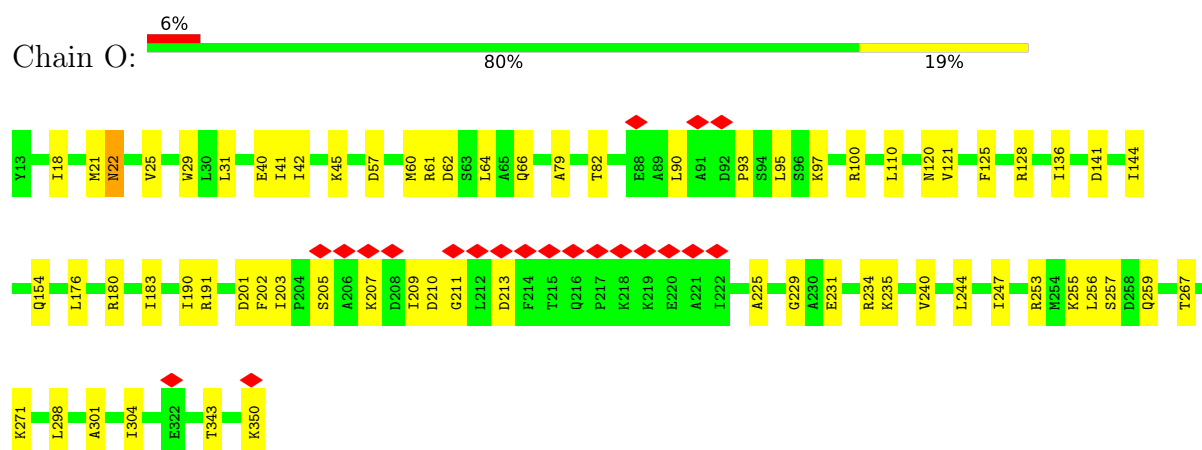 6%
Chain O:
80% 19%
Y13 I18 M21 N22 V25 W29 L30 L31 E40 I41 I42 K45 D57 M60 R61 D62 S63 L64 A65 Q66 A79 T82 E88 A89 L90 A91 D92 P93 S94 L95 S96 K97 R100 L110 N120 V121 F125 R128 I136 D141 I144
Q154 L176 R180 I183 I190 R191 D201 F202 I203 P204 S205 A206 K207 D208 I209 D210 G211 L212 D213 F214 T215 Q216 P217 K218 K219 E220 A221 I222 A225 G229 A230 E231 R234 K235 V240 L244 I247 R253 M254 K255 L256 S257 D258 Q259 T267
K271 L298 A301 I304 E322 T343 K350